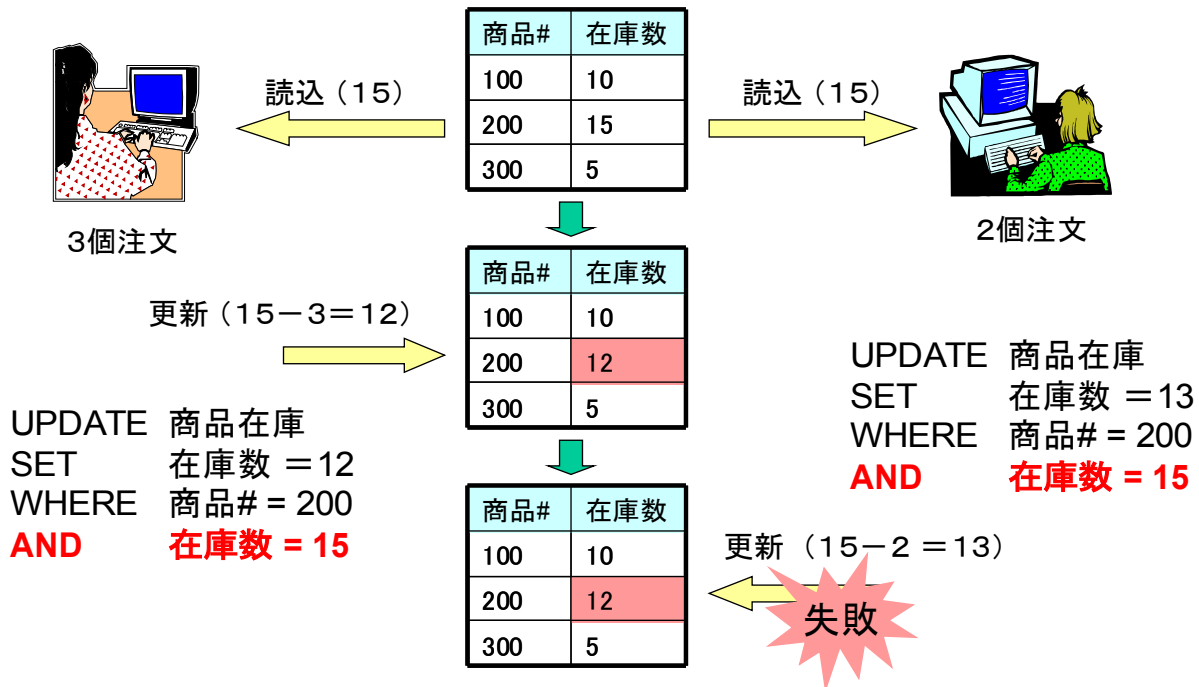 商品# 在庫数
100 10
200 15
300 5
読込（15）
読込（15）
3個注文
2個注文
商品# 在庫数
100 10
200 12
300 5
更新（15－3＝12）
UPDATE 商品在庫
SET 在庫数 ＝12
WHERE 商品# = 200
AND 在庫数 = 15
UPDATE 商品在庫
SET 在庫数 ＝13
WHERE 商品# = 200
AND 在庫数 = 15
商品# 在庫数
100 10
200 12
300 5
更新（15－2＝13）
失敗